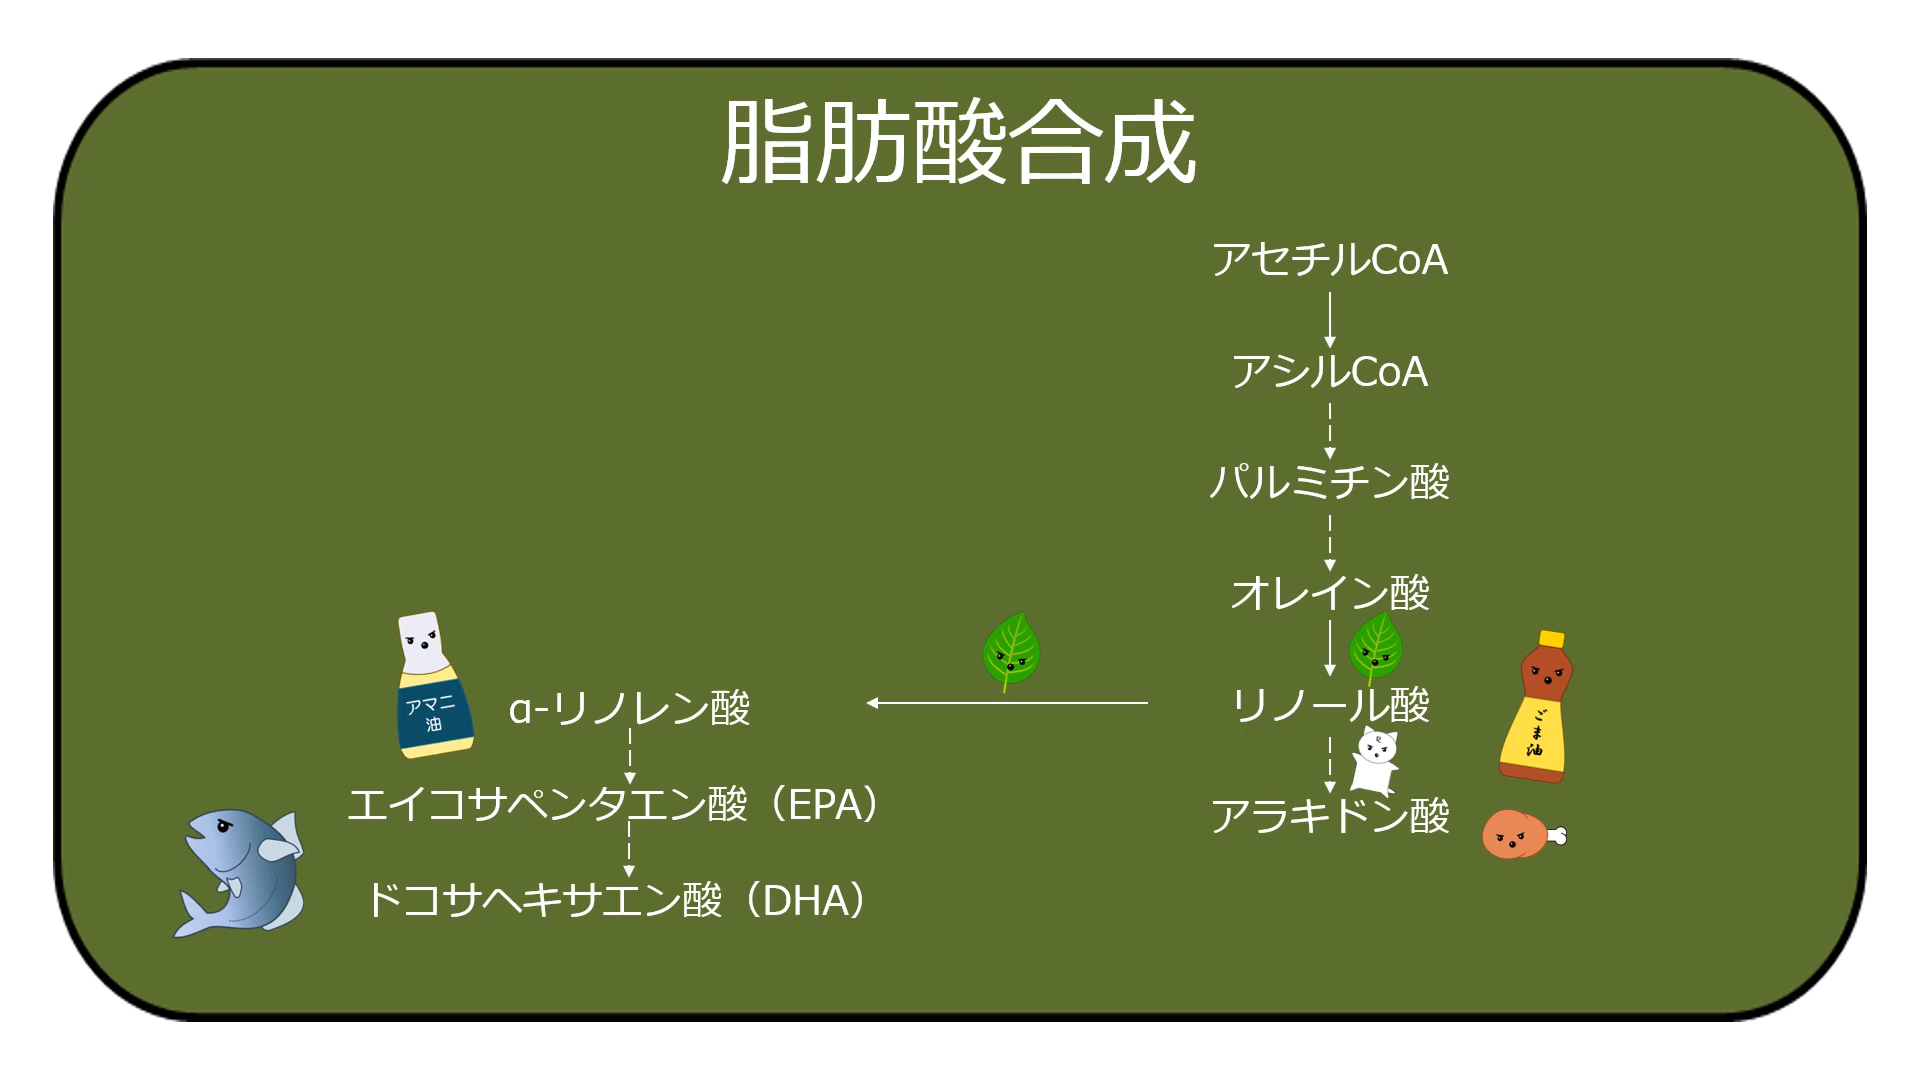 脂肪酸合成
アセチルCoA
アシルCoA
パルミチン酸
オレイン酸
リノール酸
アラキドン酸
ごま油
アマニ
油
α-リノレン酸
エイコサペンタエン酸（EPA）
ドコサヘキサエン酸（DHA）